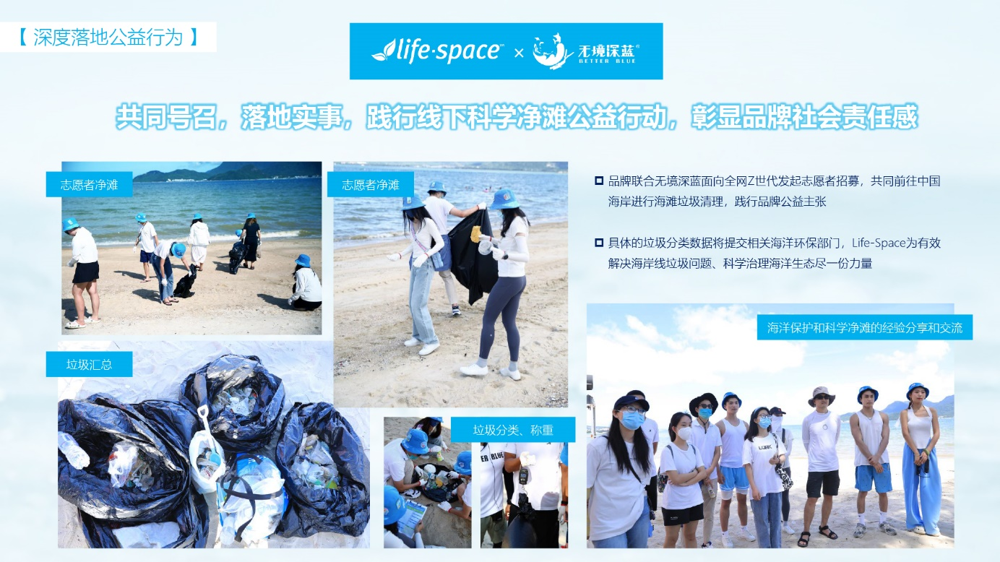 【 深度落地公益行为 】
life·space × 无境深蓝
BETTER BLUE
共同号召，落地实事，践行线下科学净滩公益行动，彰显品牌社会责任感
志愿者净滩
志愿者净滩
品牌联合无境深蓝面向全网Z世代发起志愿者招募，共同前往中国
海岸进行海滩垃圾清理，践行品牌公益主张
具体的垃圾分类数据将提交相关海洋环保部门，Life-Space为有效
解决海岸线垃圾问题、科学治理海洋生态尽一份力量
海洋保护和科学净滩的经验分享和交流
垃圾汇总
垃圾分类、称重